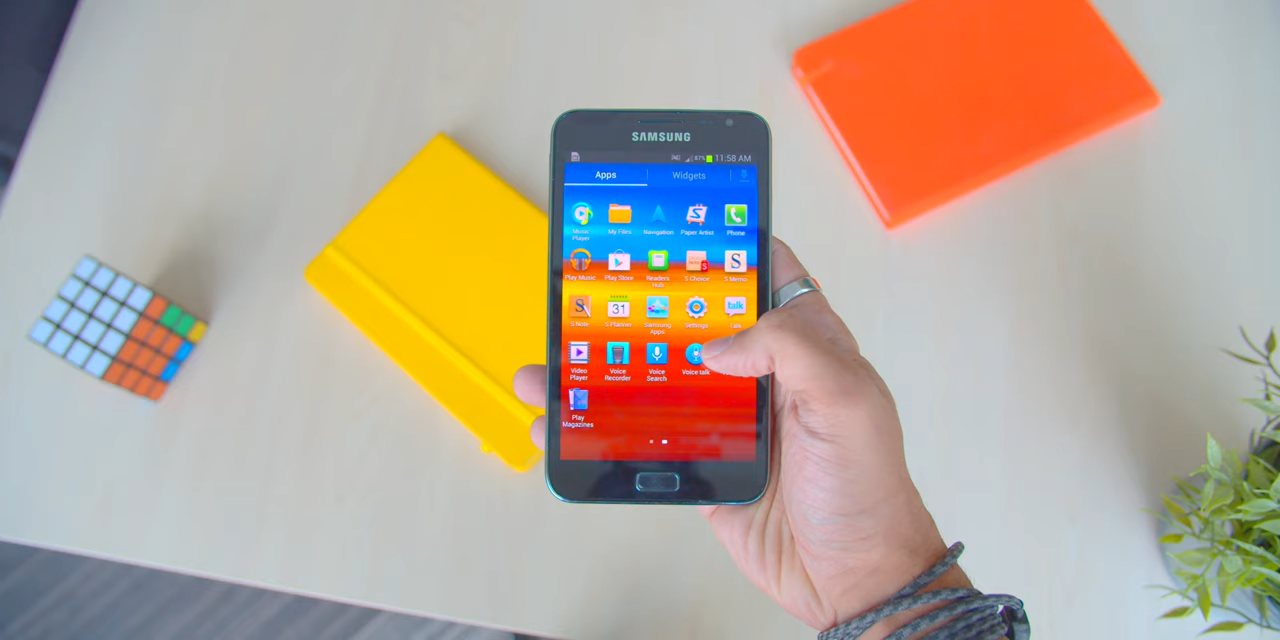 SAMSUNG
87% 11:58 AM
Apps Widgets
Music Player My Files Navigation Paper Artist Phone
Play Music Play Store Readers Hub S Choice S Memo
S Note 31 S Planner Samsung Apps Settings talk Talk
Video Player Voice Recorder Voice Search Voice talk
Play Magazines